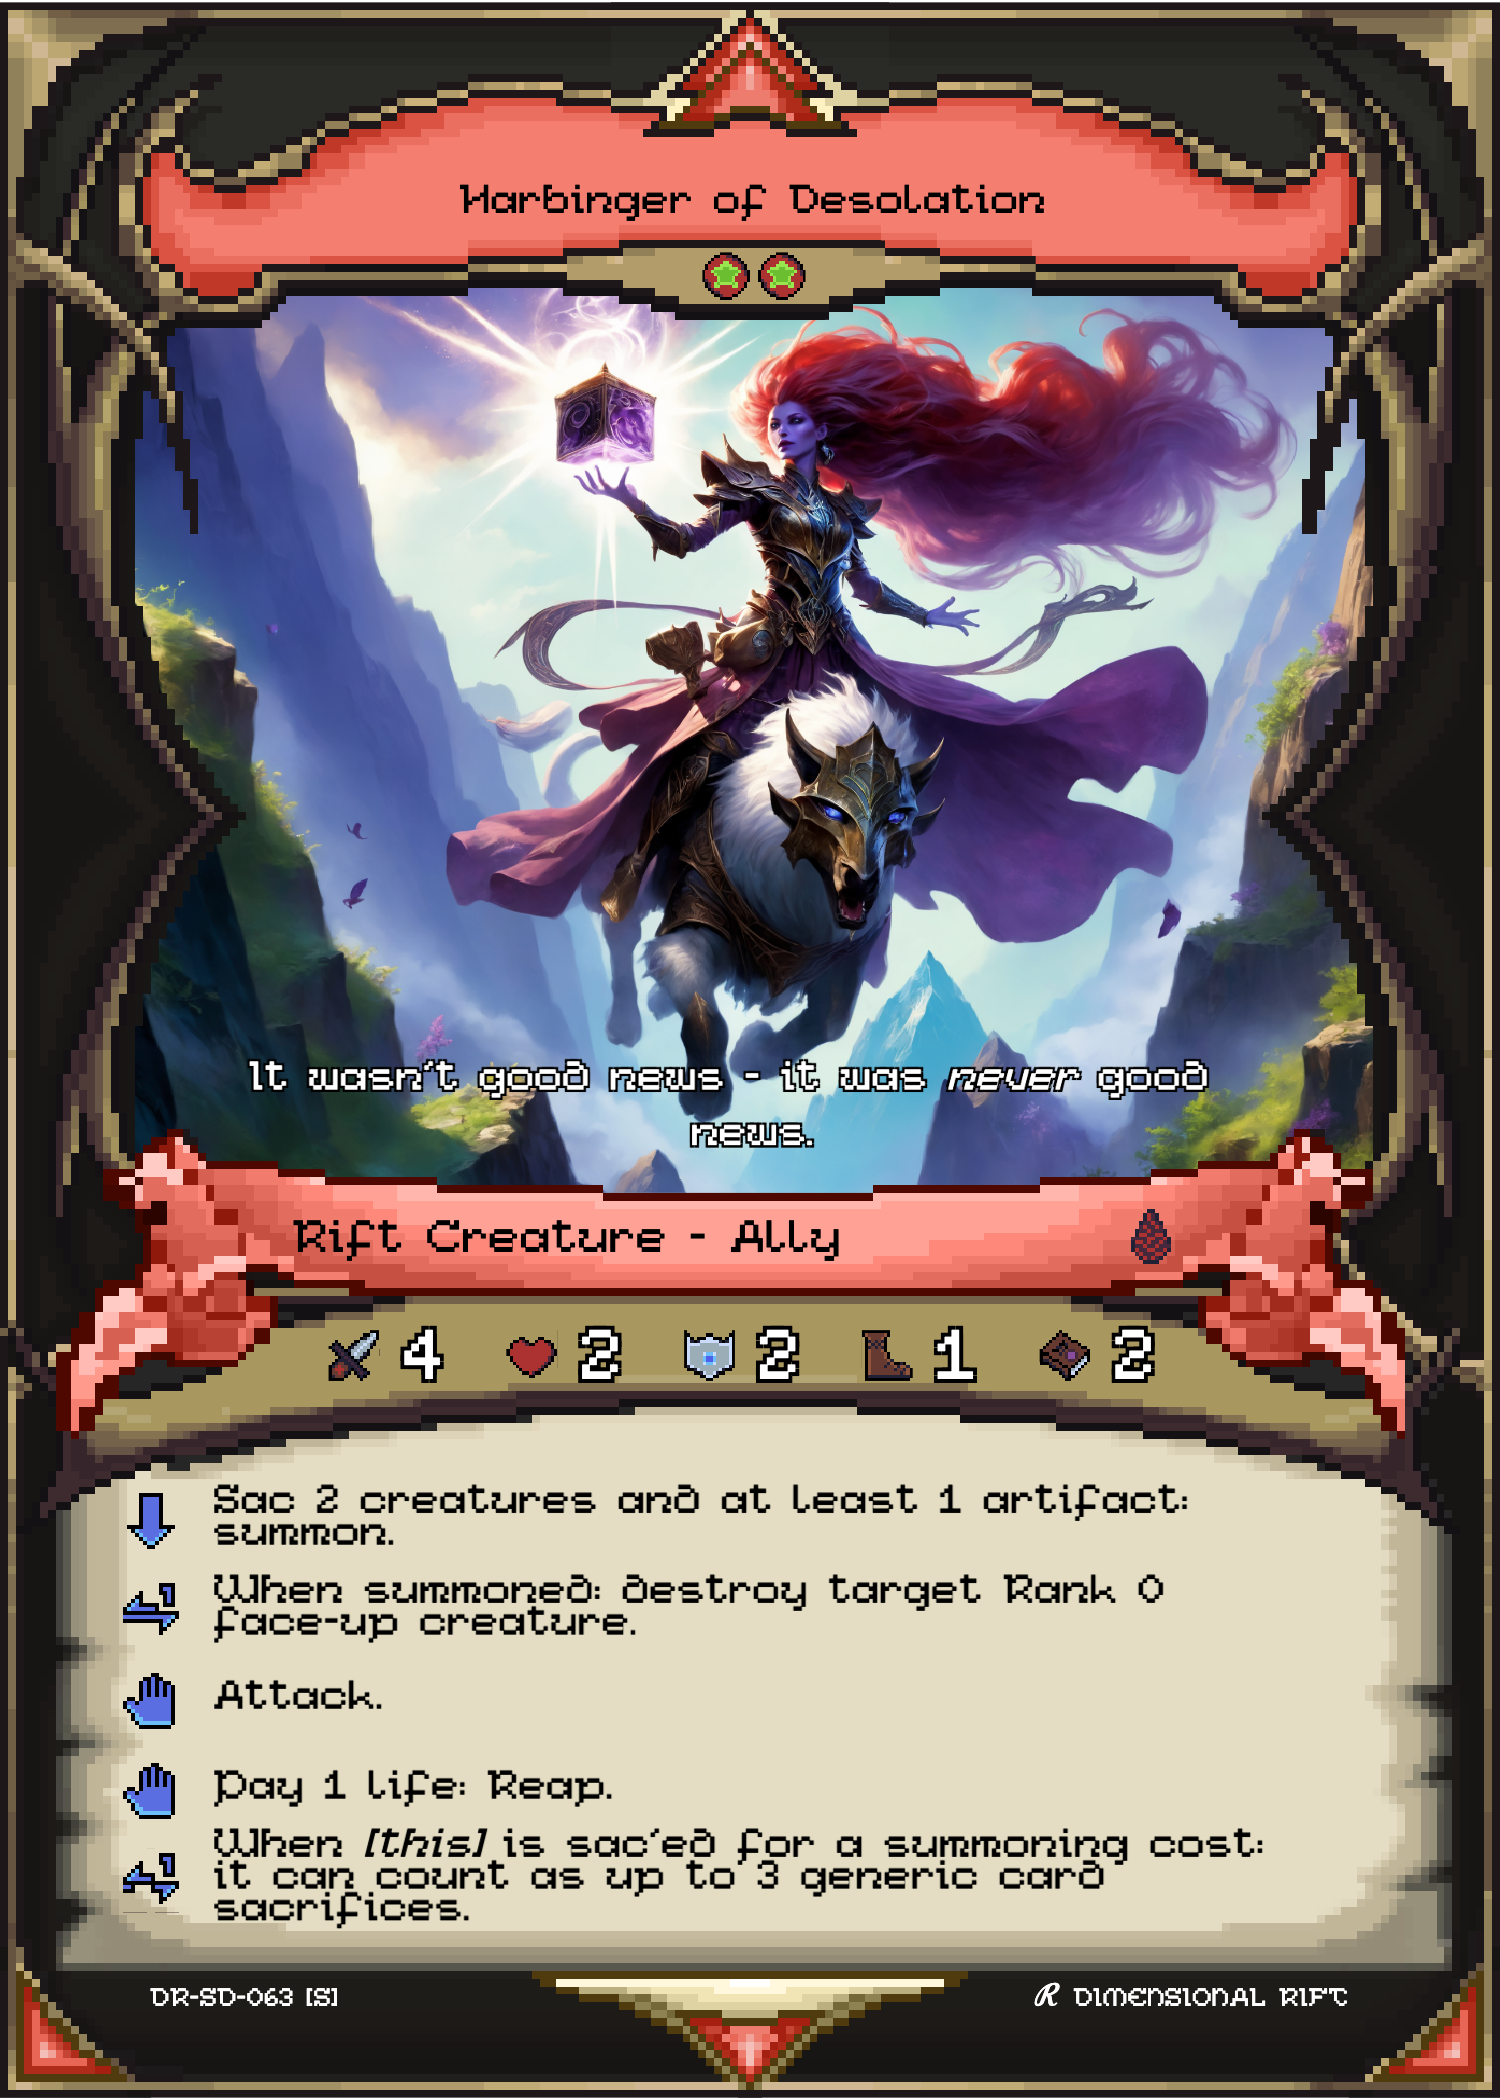 Harbinger of Desolation
It wasn't good news - it was never good
news.
Rift Creature - Ally
4 2 2 1 2
Sac 2 creatures and at least 1 artifact:
summon.
When summoned: destroy target Rank 0
face-up creature.
Attack.
Pay 1 life: Reap.
When [this] is sac'ed for a summoning cost:
it can count as up to 3 generic card
sacrifices.
DR-SD-063 [S]
R DIMENSIONAL RIFT